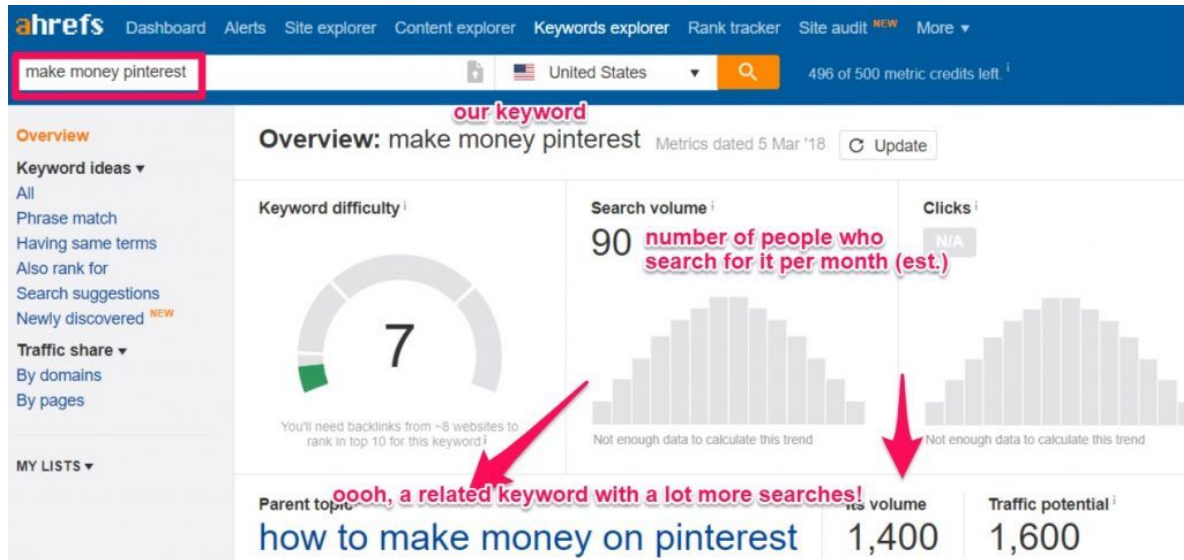 ahrefs Dashboard Alerts Site explorer Content explorer Keywords explorer Rank tracker Site audit NEW More ▾
make money pinterest United States ▾ 496 of 500 metric credits left. i
our keyword
Overview
Keyword ideas ▾
All
Phrase match
Having same terms
Also rank for
Search suggestions
Newly discovered NEW
Traffic share ▾
By domains
By pages
MY LISTS ▾
Overview: make money pinterest Metrics dated 5 Mar '18 Update
Keyword difficulty i
7
You'll need backlinks from ~8 websites to
rank in top 10 for this keyword i
Search volume i
90
number of people who
search for it per month (est.)
Not enough data to calculate this trend
Clicks i
N/A
Not enough data to calculate this trend
oooh, a related keyword with a lot more searches!
Parent topic
how to make money on pinterest
Its volume
1,400
Traffic potential i
1,600